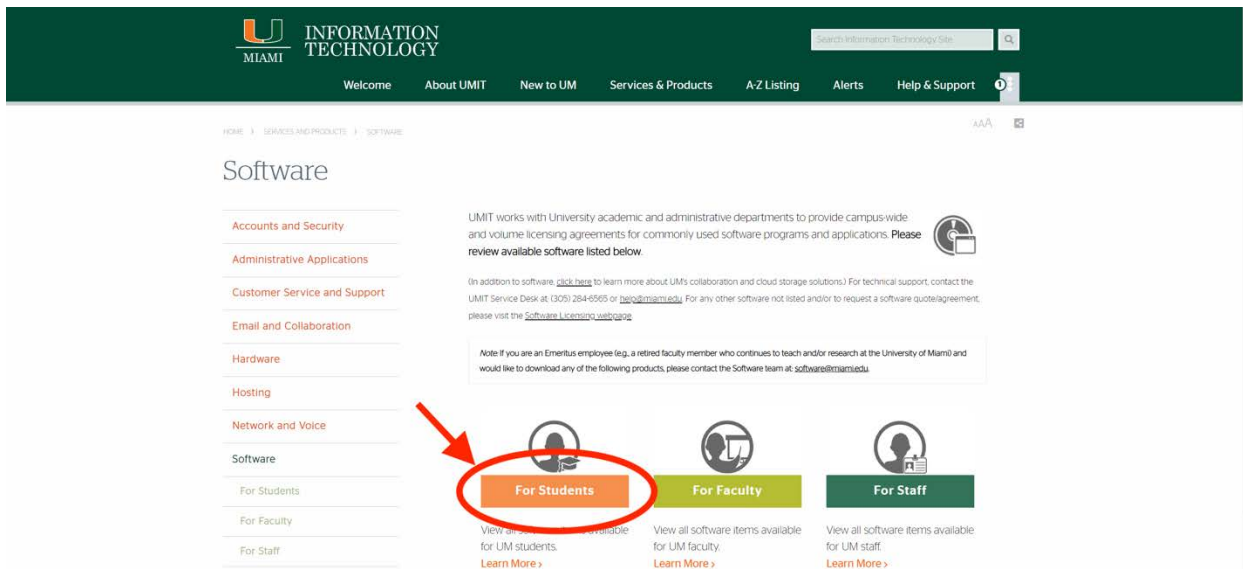 MIAMI
INFORMATION
TECHNOLOGY
Search Information Technology Site
Welcome About UMIT New to UM Services & Products A-Z Listing Alerts Help & Support 1
HOME SERVICES AND PRODUCTS SOFTWARE
AAA
Software
Accounts and Security
Administrative Applications
Customer Service and Support
Email and Collaboration
Hardware
Hosting
Network and Voice
Software
For Students
For Faculty
For Staff
UMIT works with University academic and administrative departments to provide campus-wide
and volume licensing agreements for commonly used software programs and applications. Please
review available software listed below.
(In addition to software, click here to learn more about UM's collaboration and cloud storage solutions.) For technical support, contact the
UMIT Service Desk at: (305) 284-6565 or help@miami.edu. For any other software not listed and/or to request a software quote/agreement,
please visit the Software Licensing webpage.
Note: If you are an Emeritus employee (e.g., a retired faculty member who continues to teach and/or research at the University of Miami) and
would like to download any of the following products, please contact the Software team at: software@miami.edu.
For Students
View all software items available
for UM students.
Learn More ›
For Faculty
View all software items available
for UM faculty.
Learn More ›
For Staff
View all software items available
for UM staff.
Learn More ›